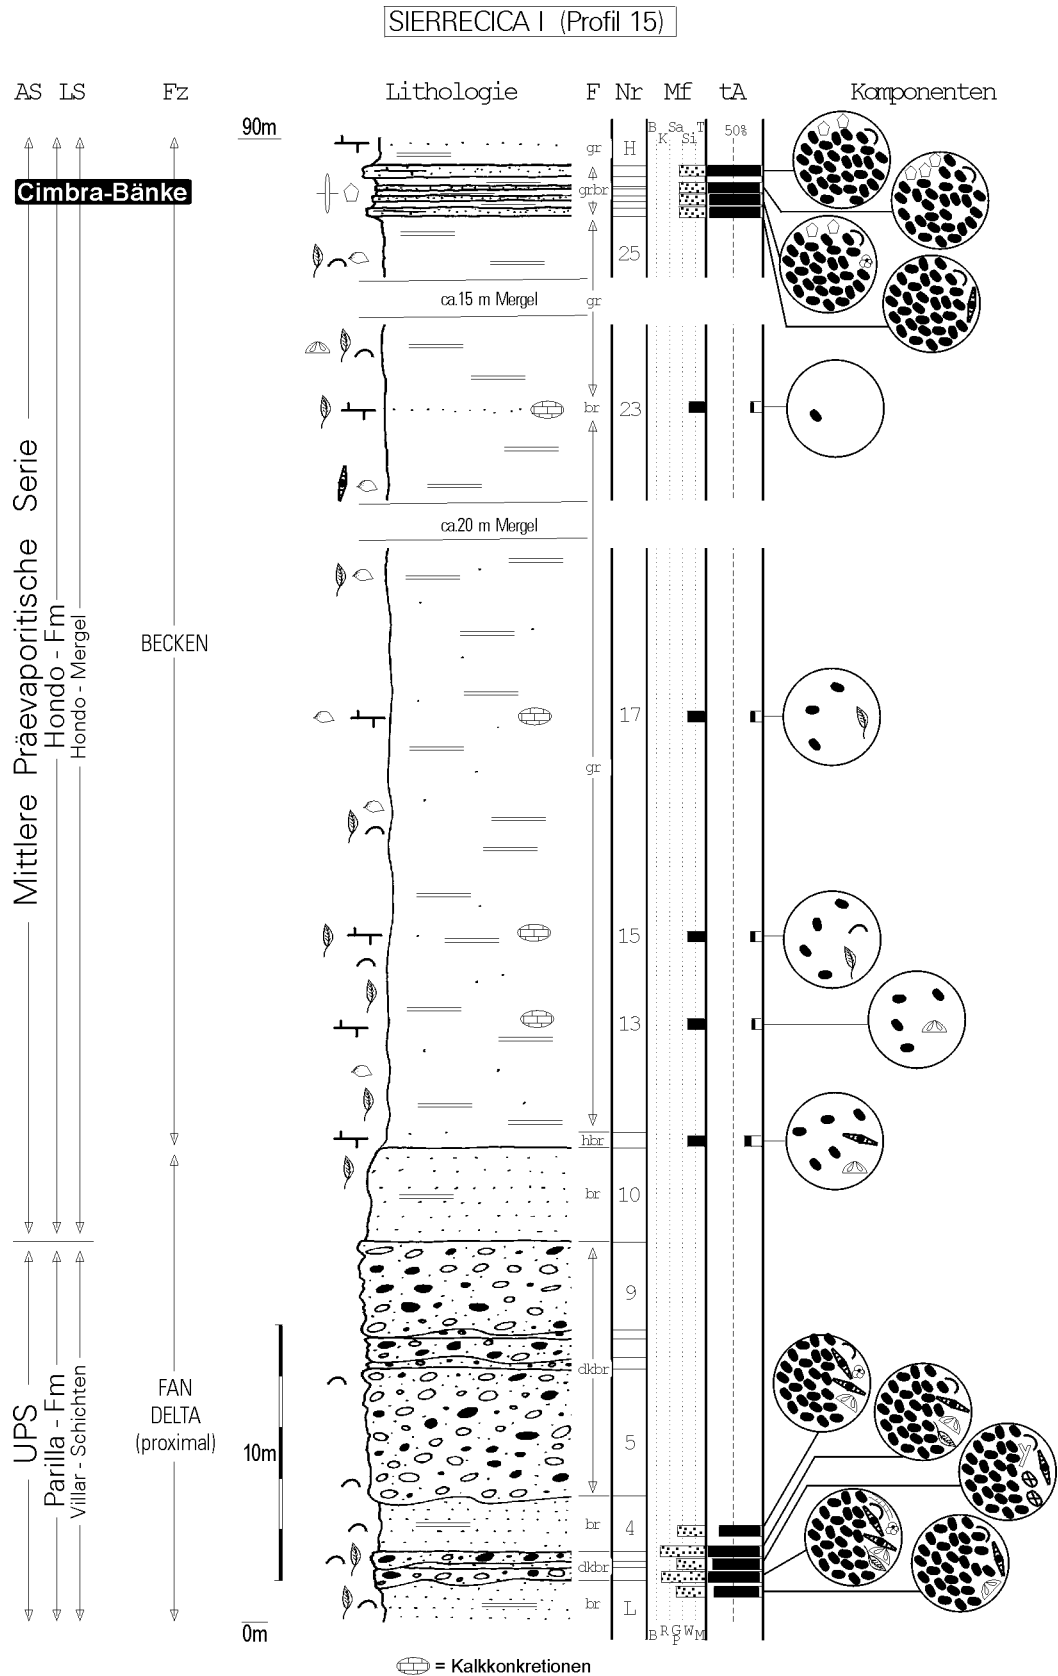 SIERRECICA I (Profil 15)
AS LS Fz Lithologie F Nr Mf tA Komponenten
90m
B K Sa Si T
50%
gr
H
Cimbra-Bänke
grbr
25
ca.15 m Mergel
gr
br
23
ca.20 m Mergel
Mittlere Präevaporitische Serie
Hondo - Fm
Hondo - Mergel
BECKEN
17
gr
15
13
hbr
br
10
9
dkbr
UPS
Parilla - Fm
Villar - Schichten
FAN
DELTA
(proximal)
10m
5
br
4
dkbr
br
L
0m
B R G P W M
= Kalkkonkretionen